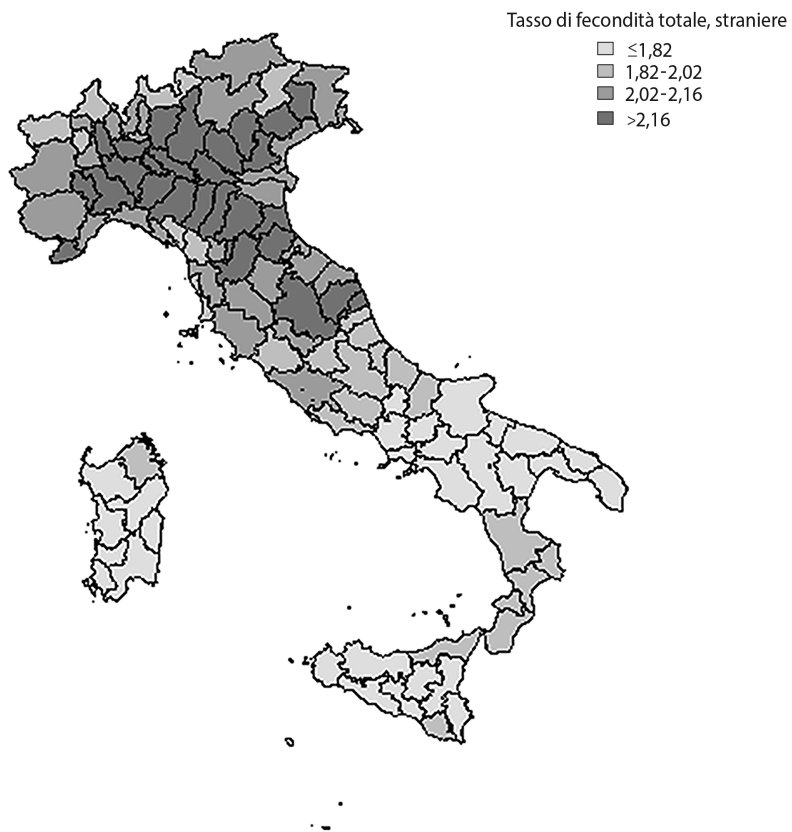 Tasso di fecondità totale, straniere
≤1,82
1,82-2,02
2,02-2,16
>2,16